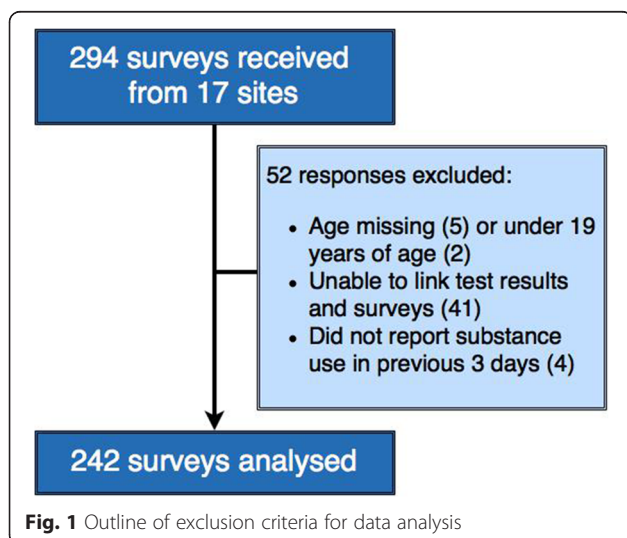 294 surveys received
from 17 sites
52 responses excluded:
• Age missing (5) or under 19
years of age (2)
• Unable to link test results
and surveys (41)
• Did not report substance
use in previous 3 days (4)
242 surveys analysed
Fig. 1 Outline of exclusion criteria for data analysis